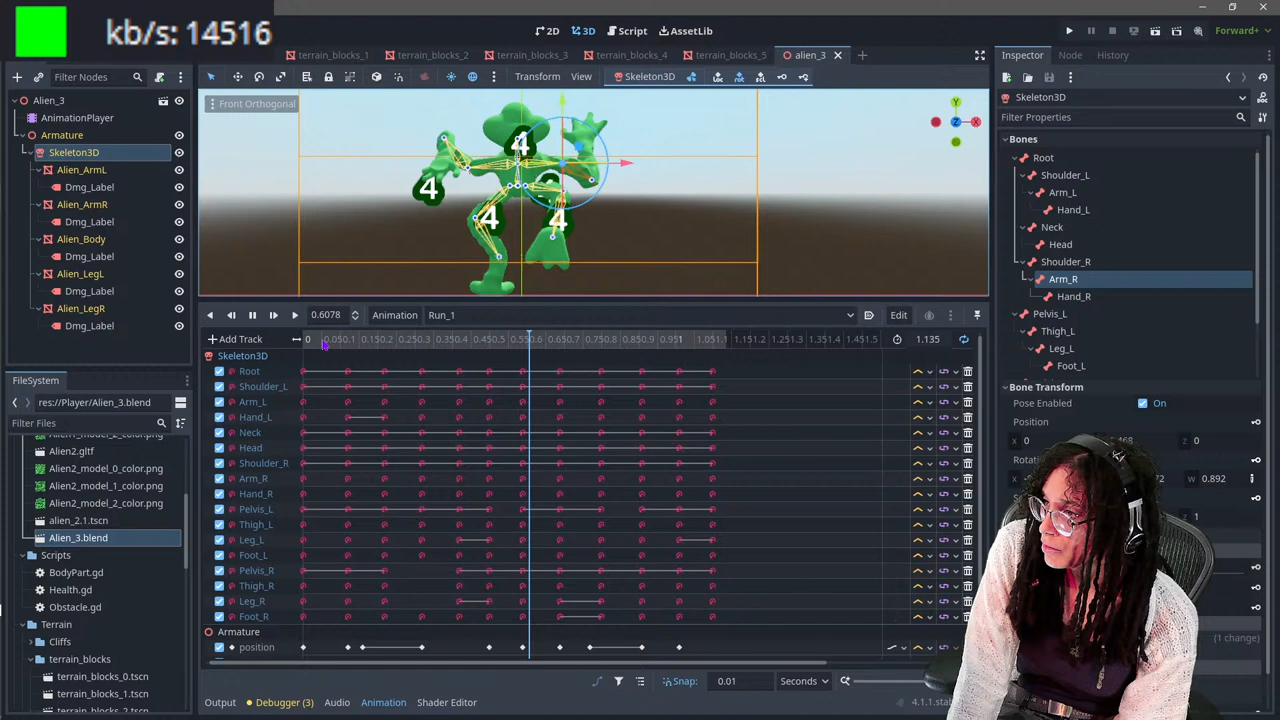 kb/s: 14516
2D 3D Script AssetLib
Forward+
terrain_blocks_1 terrain_blocks_2 terrain_blocks_3 terrain_blocks_4 terrain_blocks_5 alien_3
Inspector Node History
Filter Nodes
Transform View Skeleton3D
Alien_3
AnimationPlayer
Armature
Skeleton3D
Alien_ArmL
Dmg_Label
Alien_ArmR
Dmg_Label
Alien_Body
Dmg_Label
Alien_LegL
Dmg_Label
Alien_LegR
Dmg_Label
Front Orthogonal
Y
X
Z
4
4
4
4
Skeleton3D
Filter Properties
Bones
Root
Shoulder_L
Arm_L
Hand_L
Neck
Head
Shoulder_R
Arm_R
Hand_R
Pelvis_L
Thigh_L
Leg_L
Foot_L
Bone Transform
Pose Enabled On
Position
x 0
z 0
w 0.892
1
(1 change)
0.6078 Animation Run_1 Edit
Add Track 1.135
Skeleton3D
Root
Shoulder_L
Arm_L
Hand_L
Neck
Head
Shoulder_R
Arm_R
Hand_R
Pelvis_L
Thigh_L
Leg_L
Foot_L
Pelvis_R
Thigh_R
Leg_R
Foot_R
Armature
position
Snap: 0.01 Seconds
FileSystem
res://Player/Alien_3.blend
Filter Files
Alien1_model_2_color.png
Alien2.gltf
Alien2_model_0_color.png
Alien2_model_1_color.png
Alien2_model_2_color.png
alien_2.1.tscn
Alien_3.blend
Scripts
BodyPart.gd
Health.gd
Obstacle.gd
Terrain
Cliffs
terrain_blocks
terrain_blocks_0.tscn
terrain_blocks_1.tscn
terrain_blocks_2.tscn
Output Debugger (3) Audio Animation Shader Editor